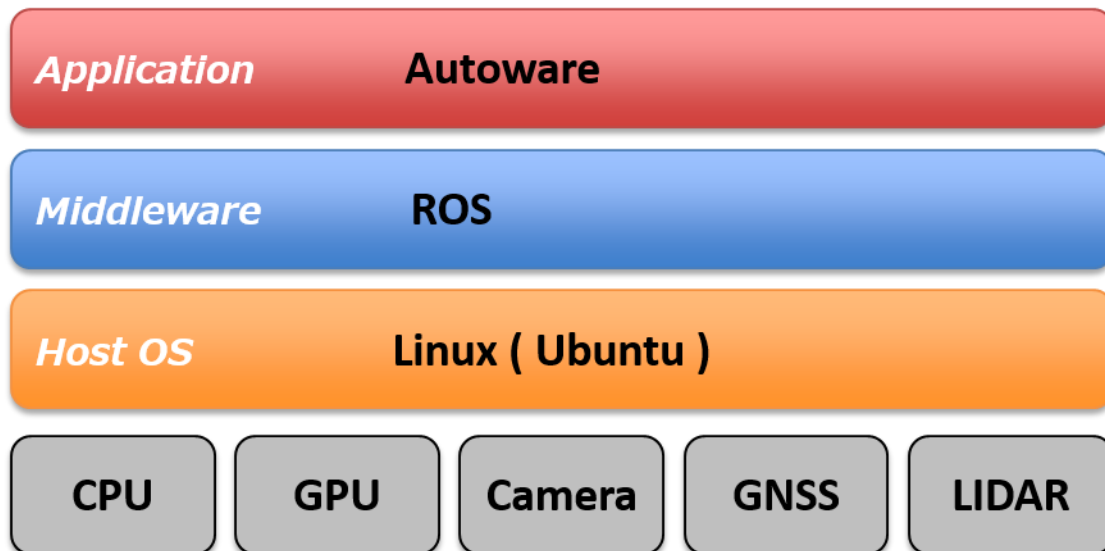 Application Autoware
Middleware ROS
Host OS Linux ( Ubuntu )
CPU GPU Camera GNSS LIDAR